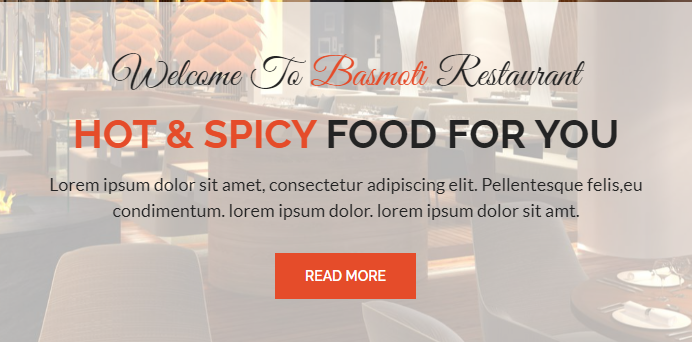 Welcome To Basmoti Restaurant
HOT & SPICY FOOD FOR YOU
Lorem ipsum dolor sit amet, consectetur adipiscing elit. Pellentesque felis,eu
condimentum. lorem ipsum dolor. lorem ipsum dolor sit amt.
READ MORE